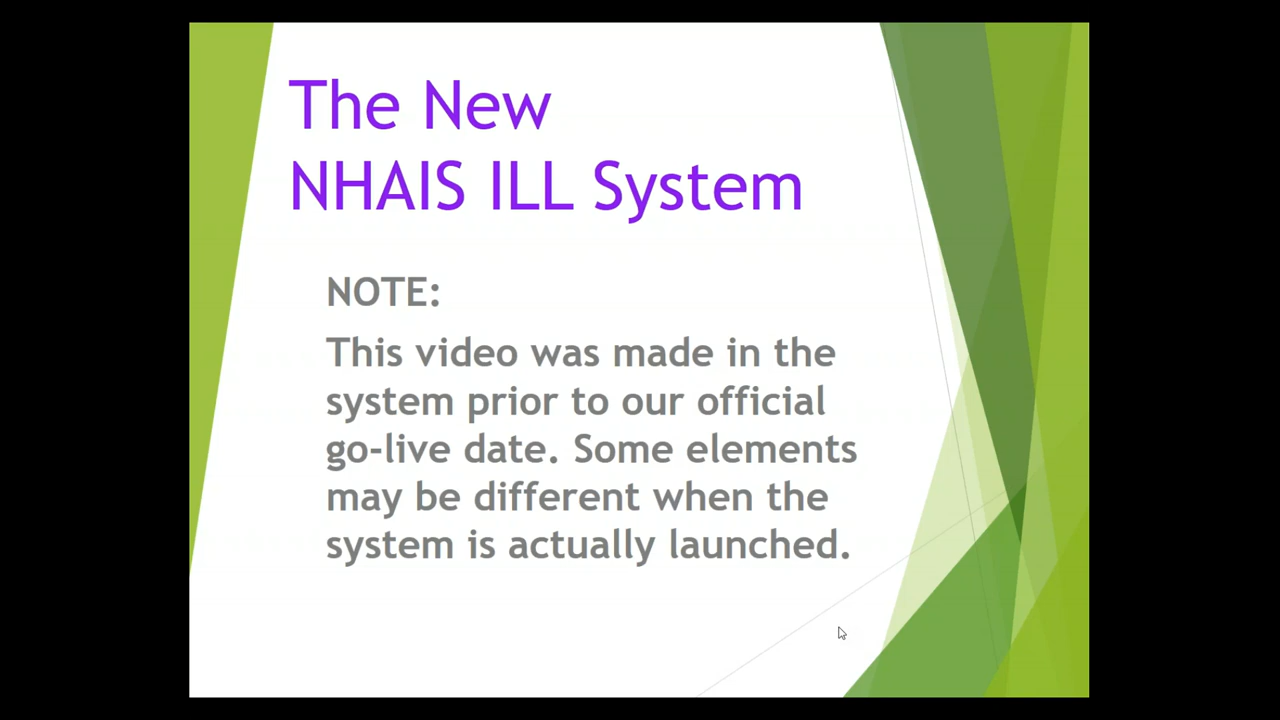 The New
NHAIS ILL System
NOTE:
This video was made in the
system prior to our official
go-live date. Some elements
may be different when the
system is actually launched.